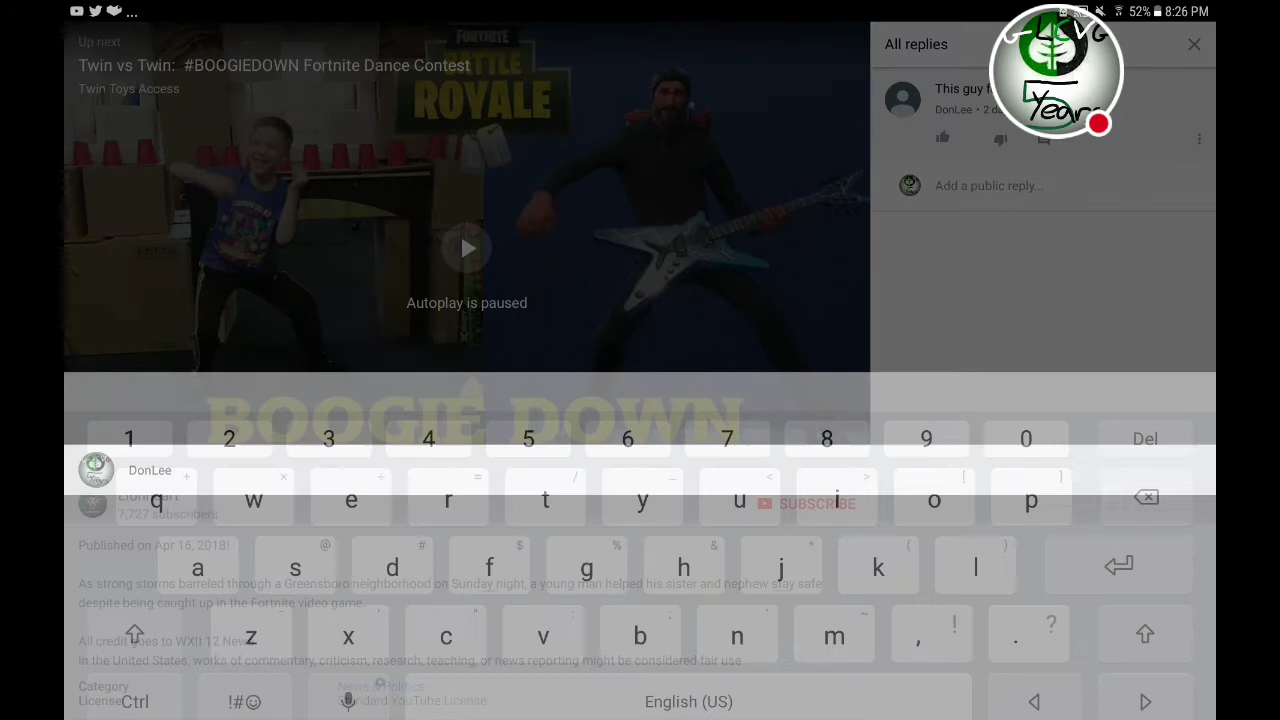 ... 52% 8:26 PM
Up next
Twin vs Twin: #BOOGIEDOWN Fortnite Dance Contest
Twin Toys Access
FORTNITE
BATTLE
ROYALE
Autoplay is paused
BOOGIE DOWN
All replies
This guy
DonLee • 2
Add a public reply...
5
Years
1 2 3 4 5 6 7 8 9 0 Del
DonLee
q w e r t y u i o p
7,727 subscribers
SUBSCRIBE
Published on Apr 16, 2018!
a s d f g h j k l
As strong storms barreled through a Greensboro neighborhood on Sunday night, a young man helped his sister and nephew stay safe
despite being caught up in the Fortnite video game.
z x c v b n m , ! . ?
All credit goes to WXII 12 News
In the United States, works of commentary, criticism, research, teaching, or news reporting might be considered fair use
Category News & Politics
License Standard YouTube License
Ctrl !#☺ English (US)